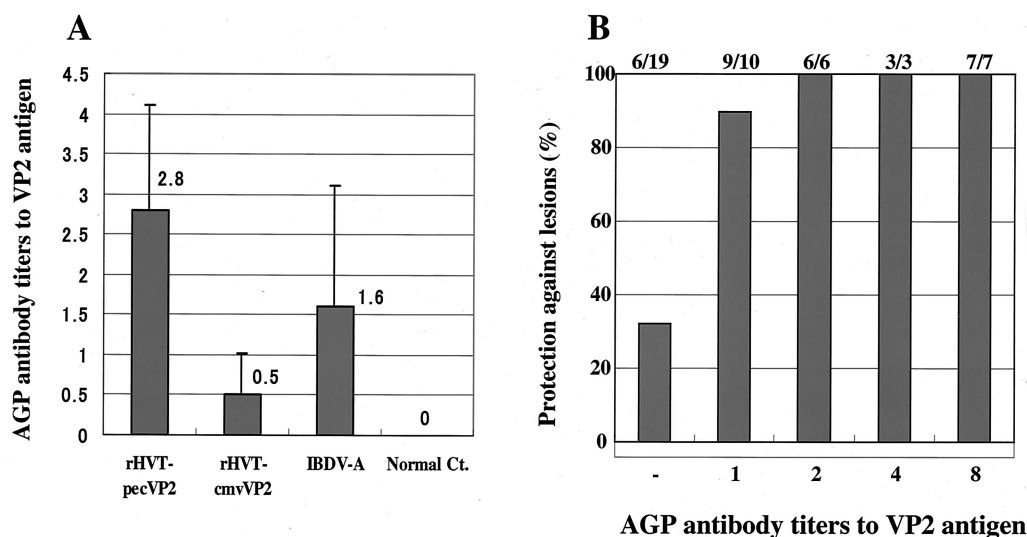 A
AGP antibody titers to VP2 antigen
4.5
4
3.5
3
2.5
2
1.5
1
0.5
0
2.8
0.5
1.6
0
rHVT-
pecVP2
rHVT-
cmvVP2
IBDV-A
Normal Ct.
B
Protection against lesions (%)
6/19 9/10 6/6 3/3 7/7
100
80
60
40
20
0
- 1 2 4 8
AGP antibody titers to VP2 antigen